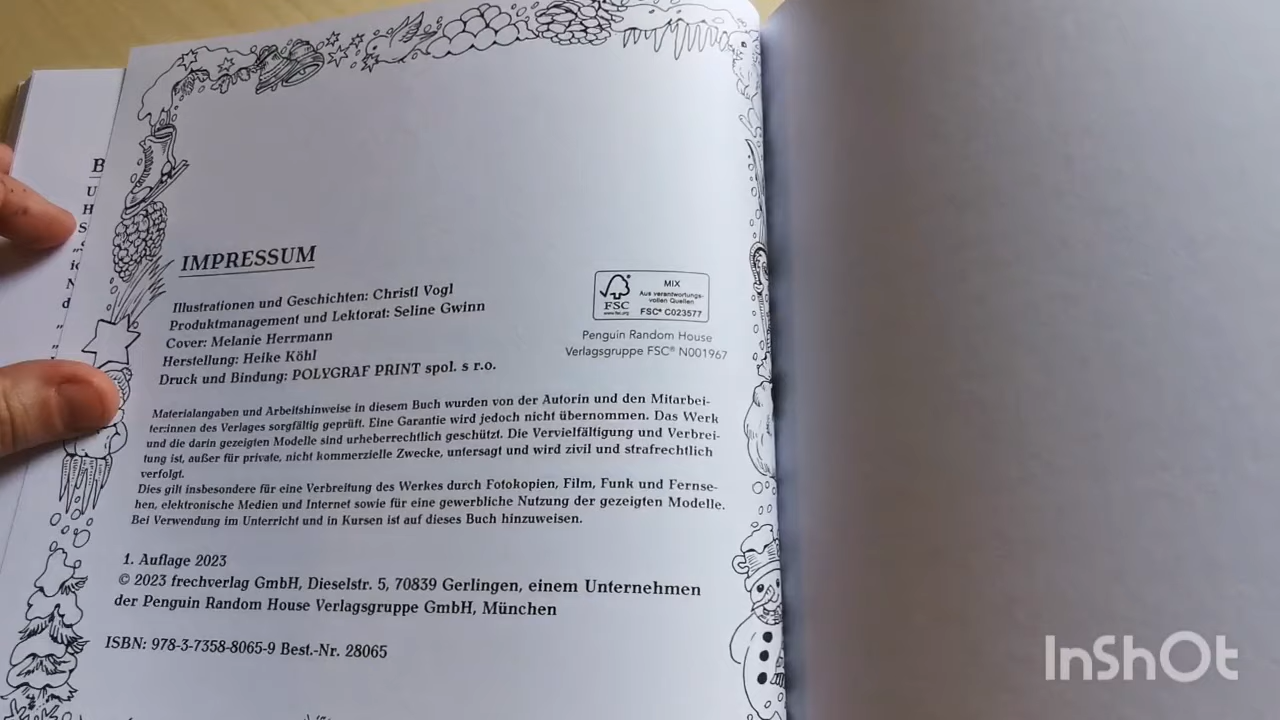 IMPRESSUM
Illustrationen und Geschichten: Christl Vogl
Produktmanagement und Lektorat: Seline Gwinn
Cover: Melanie Herrmann
Herstellung: Heike Köhl
Druck und Bindung: POLYGRAF PRINT spol. s r.o.
FSC
www.fsc.org
MIX
Aus verantwortungs-
vollen Quellen
FSC® C023577
Penguin Random House
Verlagsgruppe FSC® N001967
Materialangaben und Arbeitshinweise in diesem Buch wurden von der Autorin und den Mitarbei-
ter:innen des Verlages sorgfältig geprüft. Eine Garantie wird jedoch nicht übernommen. Das Werk
und die darin gezeigten Modelle sind urheberrechtlich geschützt. Die Vervielfältigung und Verbrei-
tung ist, außer für private, nicht kommerzielle Zwecke, untersagt und wird zivil und strafrechtlich
verfolgt.
Dies gilt insbesondere für eine Verbreitung des Werkes durch Fotokopien, Film, Funk und Fernse-
hen, elektronische Medien und Internet sowie für eine gewerbliche Nutzung der gezeigten Modelle.
Bei Verwendung im Unterricht und in Kursen ist auf dieses Buch hinzuweisen.
1. Auflage 2023
© 2023 frechverlag GmbH, Dieselstr. 5, 70839 Gerlingen, einem Unternehmen
der Penguin Random House Verlagsgruppe GmbH, München
ISBN: 978-3-7358-8065-9 Best.-Nr. 28065
InShOt